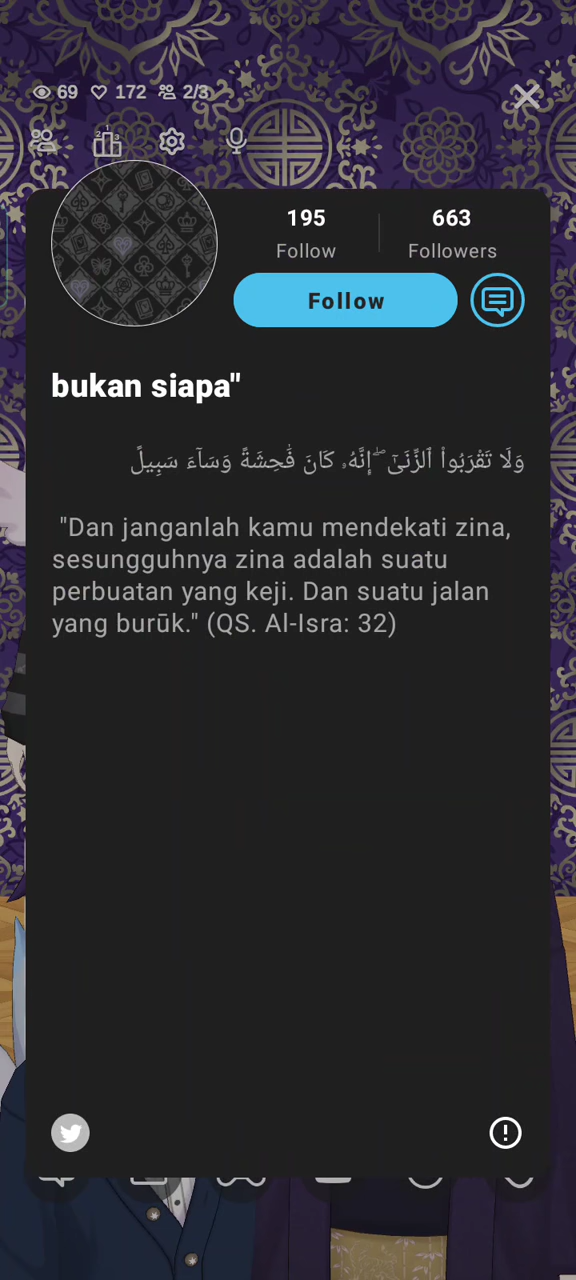 69 172 2/3
195 663
Follow Followers
Follow
bukan siapa"
وَلَا تَقْرَبُوا۟ ٱلزِّنَىٰٓ ۖ إِنَّهُۥ كَانَ فَٰحِشَةً وَسَآءَ سَبِيلًا
"Dan janganlah kamu mendekati zina,
sesungguhnya zina adalah suatu
perbuatan yang keji. Dan suatu jalan
yang burūk." (QS. Al-Isra: 32)